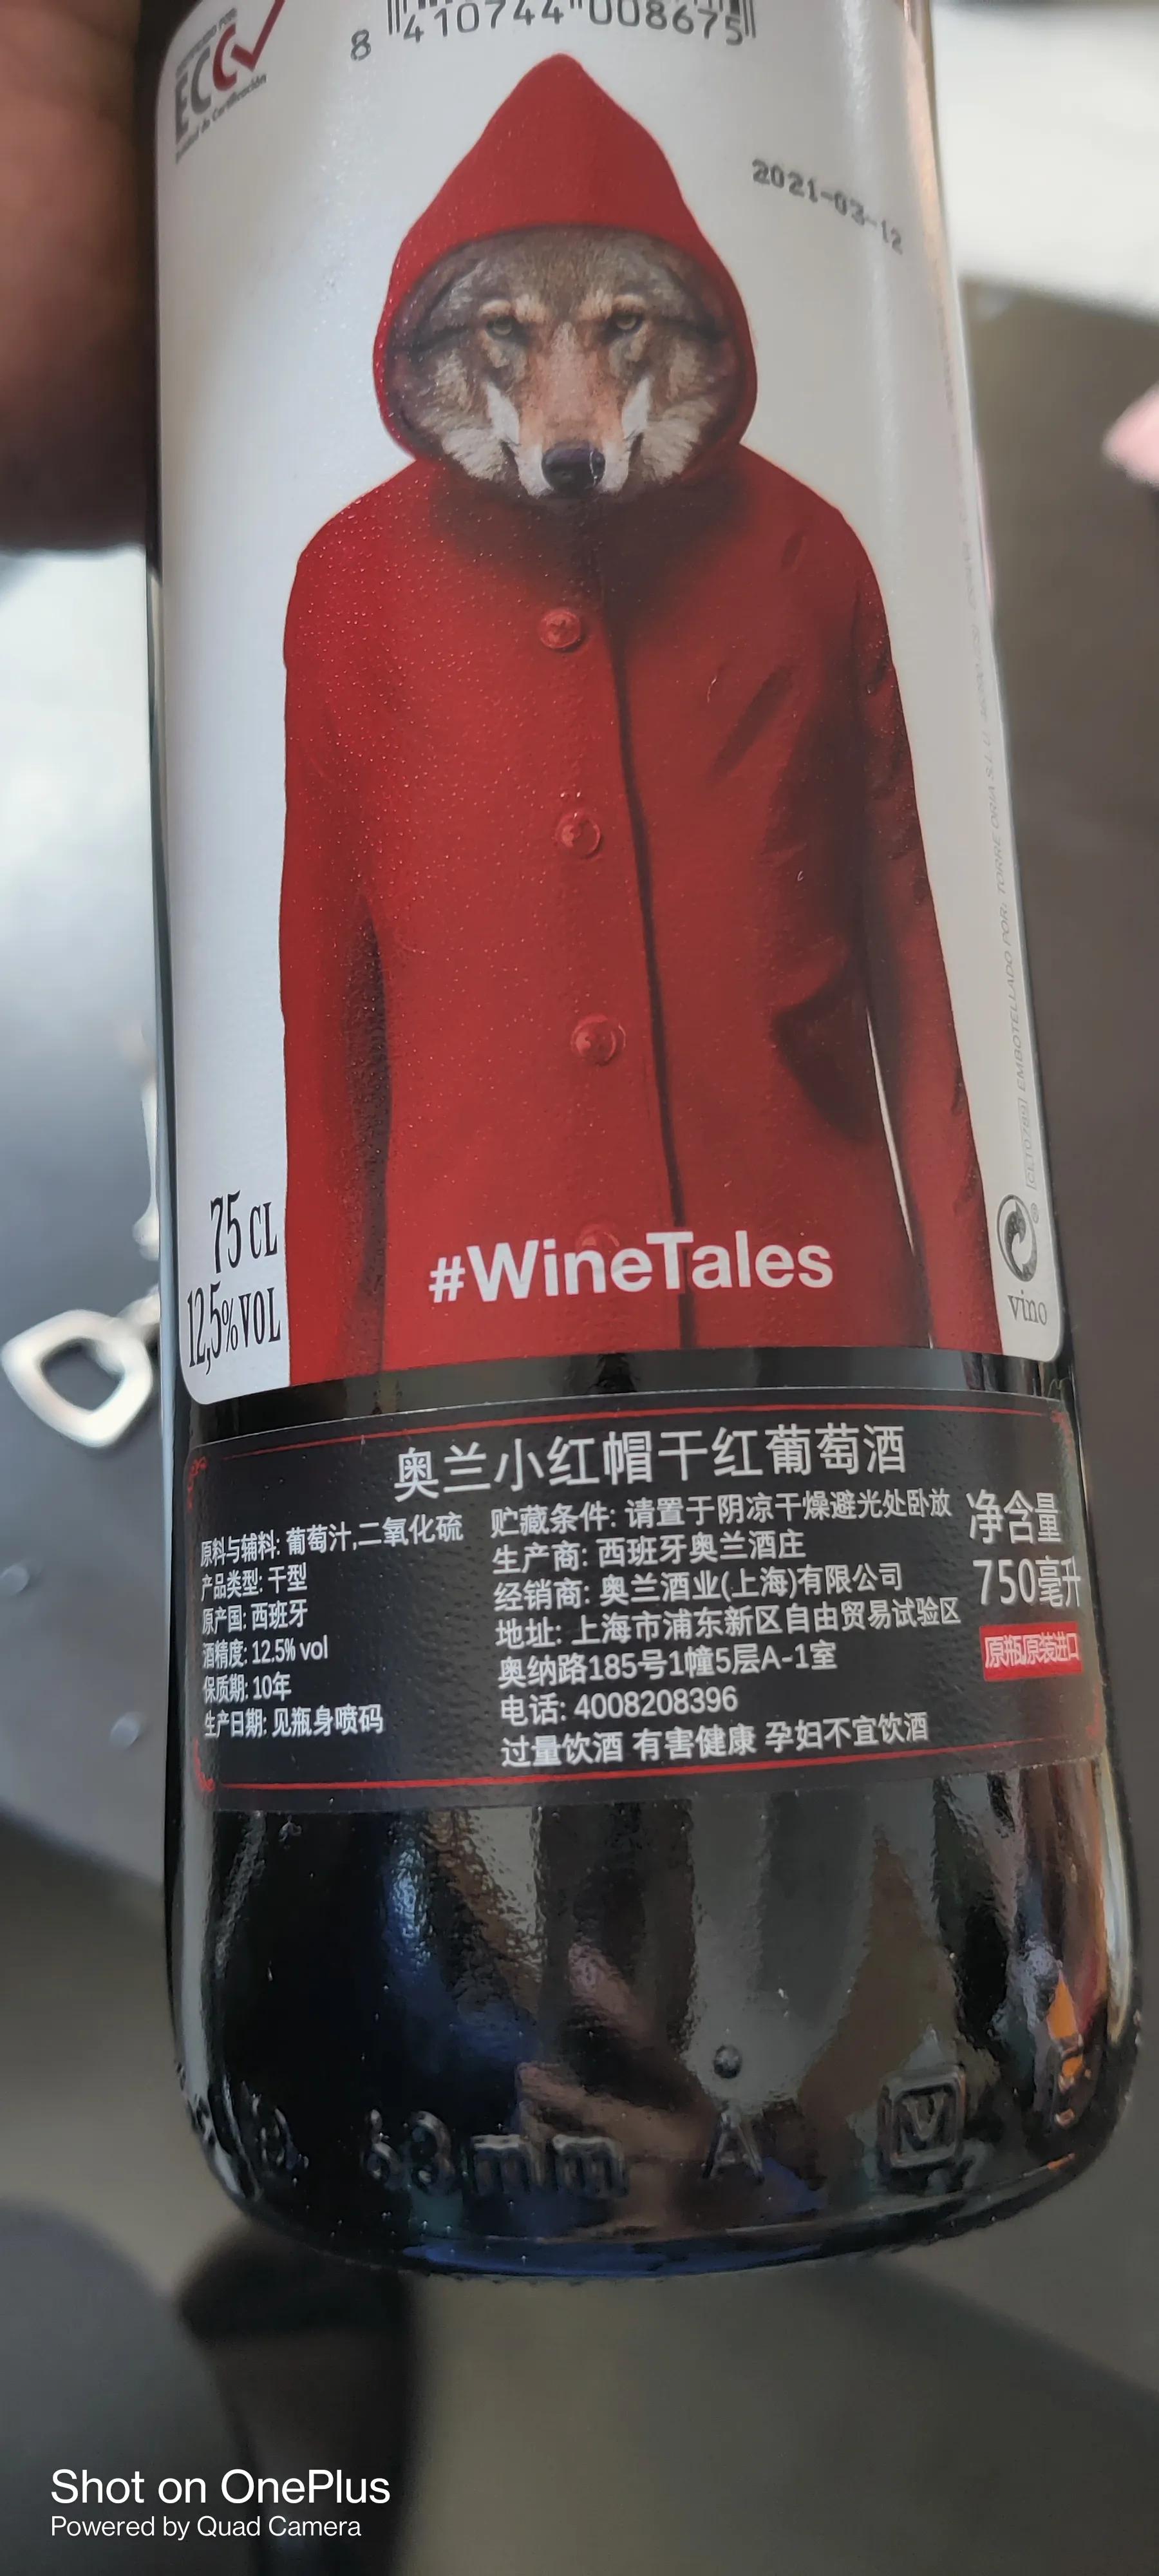 ECC
8 410744 008675
2021-03-12
EMBOTELLADO POR: TORRE ORIA S.L.U.
75 CL
12,5%VOL
#WineTales
vino
奥兰小红帽干红葡萄酒
原料与辅料: 葡萄汁,二氧化硫
产品类型: 干型
原产国: 西班牙
酒精度: 12.5% vol
保质期: 10年
生产日期: 见瓶身喷码
贮藏条件: 请置于阴凉干燥避光处卧放
生产商: 西班牙奥兰酒庄
经销商: 奥兰酒业(上海)有限公司
地址: 上海市浦东新区自由贸易试验区
奥纳路185号1幢5层A-1室
电话: 4008208396
过量饮酒 有害健康 孕妇不宜饮酒
净含量
750毫升
原瓶原装进口
63mm A V
Shot on OnePlus
Powered by Quad Camera